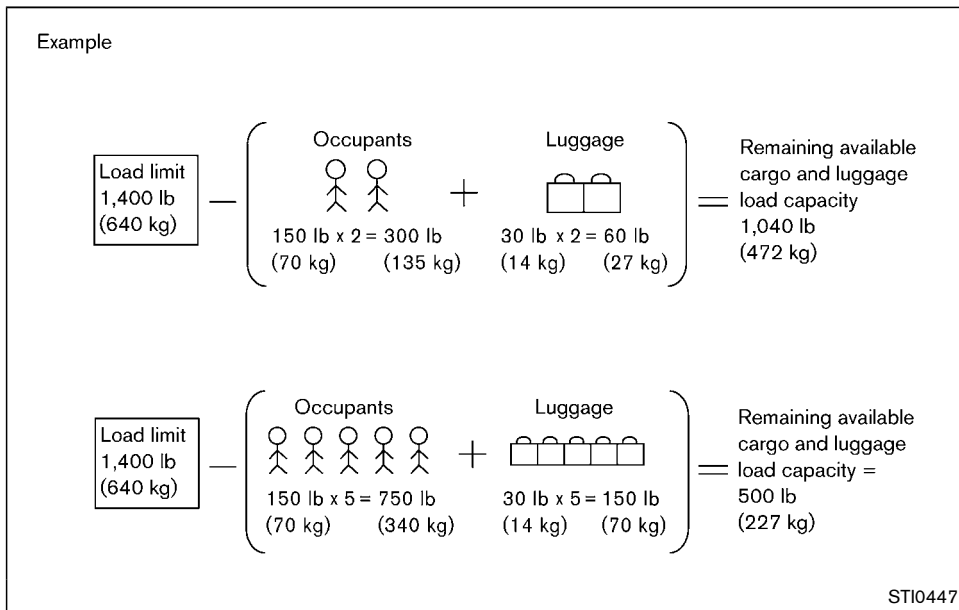 Example
Load limit
1,400 lb
(640 kg)
Occupants
150 lb x 2 = 300 lb
(70 kg) (135 kg)
Luggage
30 lb x 2 = 60 lb
(14 kg) (27 kg)
Remaining available
cargo and luggage
load capacity
1,040 lb
(472 kg)
Load limit
1,400 lb
(640 kg)
Occupants
150 lb x 5 = 750 lb
(70 kg) (340 kg)
Luggage
30 lb x 5 = 150 lb
(14 kg) (70 kg)
Remaining available
cargo and luggage
load capacity =
500 lb
(227 kg)
STI0447